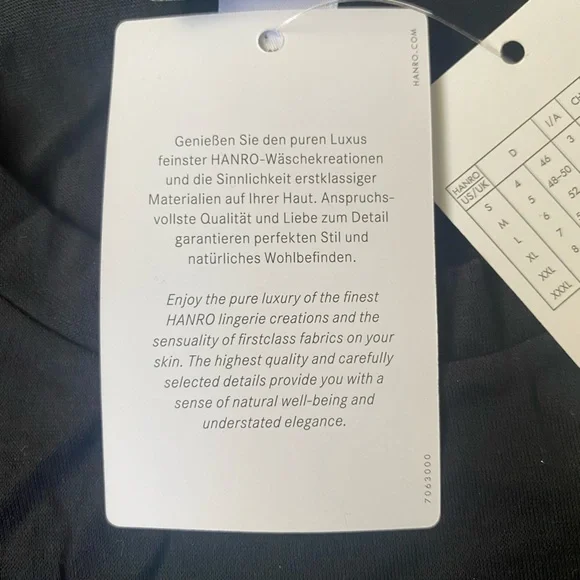 HANRO.COM
Genießen Sie den puren Luxus
feinster HANRO-Wäschekreationen
und die Sinnlichkeit erstklassiger
Materialien auf Ihrer Haut. Anspruchs-
vollste Qualität und Liebe zum Detail
garantieren perfekten Stil und
natürliches Wohlbefinden.
Enjoy the pure luxury of the finest
HANRO lingerie creations and the
sensuality of firstclass fabrics on your
skin. The highest quality and carefully
selected details provide you with a
sense of natural well-being and
understated elegance.
7063000
HANRO
US/UK D I/A CH
S 4 46 3
M 5 48-50
L 6 52
XL 7
XXL 8
XXXL